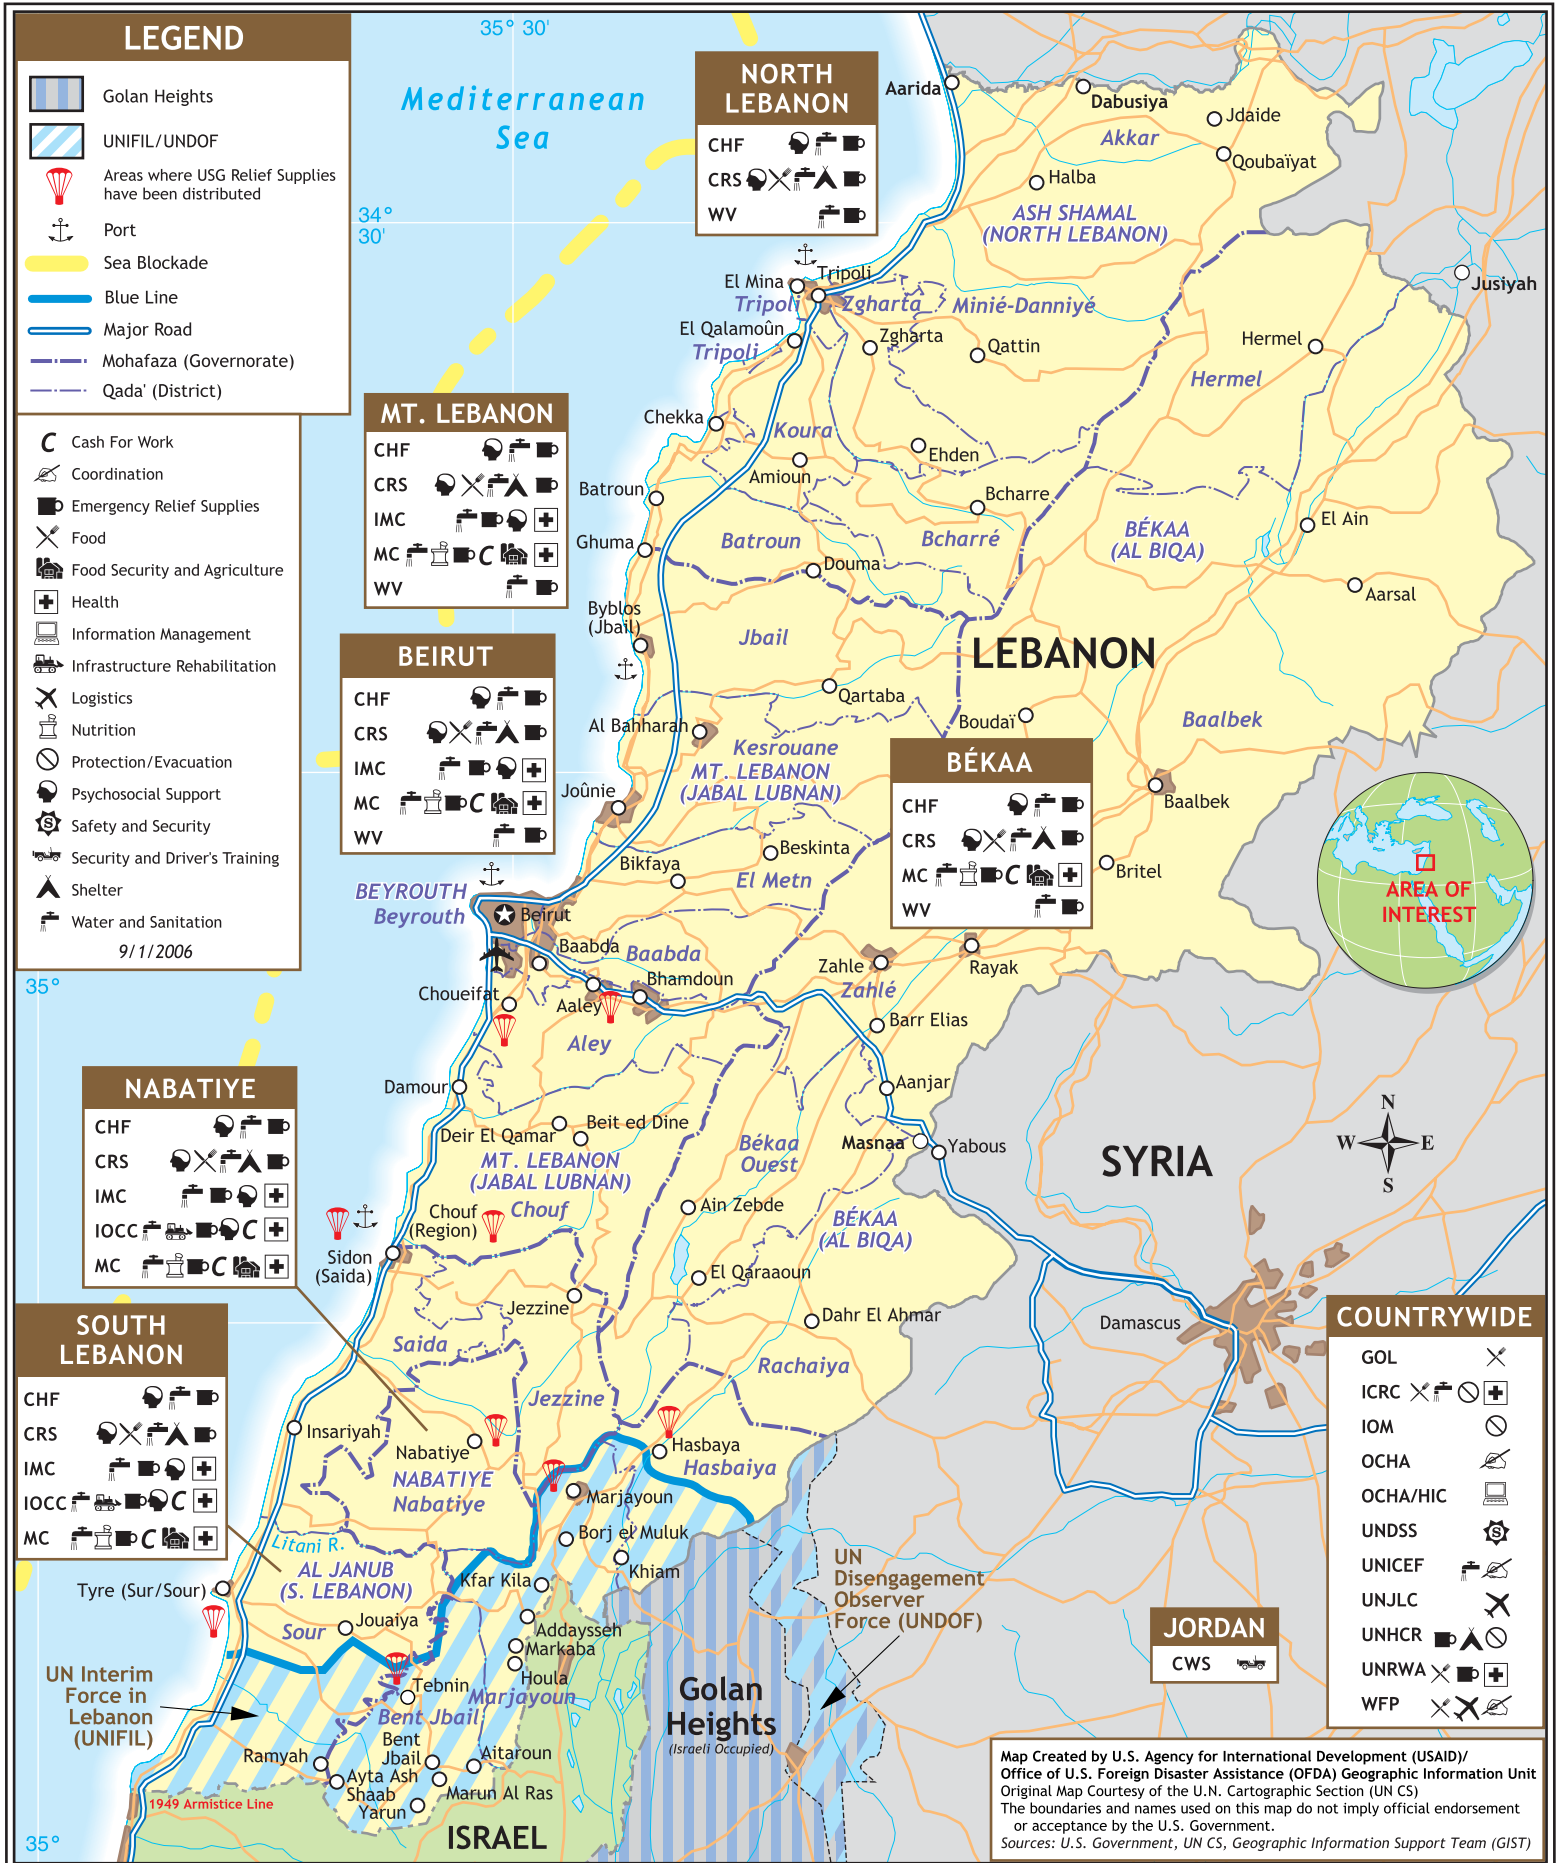 LEGEND
Golan Heights
UNIFIL/UNDOF
Areas where USG Relief Supplies
have been distributed
Port
Sea Blockade
Blue Line
Major Road
Mohafaza (Governorate)
Qada' (District)
C Cash For Work
Coordination
Emergency Relief Supplies
Food
Food Security and Agriculture
Health
Information Management
Infrastructure Rehabilitation
Logistics
Nutrition
Protection/Evacuation
Psychosocial Support
S Safety and Security
Security and Driver's Training
Shelter
Water and Sanitation
9/1/2006
35° 30'
34°
30'
35°
35°
Mediterranean
Sea
NORTH
LEBANON
CHF
CRS
WV
MT. LEBANON
CHF
CRS
IMC
MC C
WV
BEIRUT
CHF
CRS
IMC
MC C
WV
BÉKAA
CHF
CRS
MC C
WV
NABATIYE
CHF
CRS
IMC
IOCC C
MC C
SOUTH
LEBANON
CHF
CRS
IMC
IOCC C
MC C
COUNTRYWIDE
GOL
ICRC
IOM
OCHA
OCHA/HIC
UNDSS S
UNICEF
UNJLC
UNHCR
UNRWA
WFP
JORDAN
CWS
AREA OF
INTEREST
N
W E
S
Aarida
Dabusiya
Jdaide
Akkar
Qoubaïyat
Halba
ASH SHAMAL
(NORTH LEBANON)
Jusiyah
El Mina
Tripoli
Tripoli
Zgharta
Minié-Danniyé
El Qalamoûn
Tripoli
Zgharta
Qattin
Hermel
Hermel
Chekka
Koura
Ehden
Amioun
Batroun
Bcharre
El Ain
Ghuma
Batroun
Bcharré
BÉKAA
(AL BIQA)
Douma
Aarsal
Byblos
(Jbail)
Jbail
LEBANON
Qartaba
Boudaï
Baalbek
Al Bahharah
Kesrouane
MT. LEBANON
(JABAL LUBNAN)
Joûnie
Baalbek
Beskinta
Bikfaya
El Metn
Britel
BEYROUTH
Beyrouth
Beirut
Baabda
Baabda
Bhamdoun
Zahle
Rayak
Zahlé
Choueifat
Aaley
Barr Elias
Aley
Damour
Aanjar
Deir El Qamar
Beit ed Dine
Masnaa
Yabous
SYRIA
Békaa
Ouest
MT. LEBANON
(JABAL LUBNAN)
Chouf
Chouf
(Region)
Ain Zebde
BÉKAA
(AL BIQA)
Sidon
(Saida)
El Qaraaoun
Jezzine
Dahr El Ahmar
Damascus
Saida
Rachaiya
Jezzine
Insariyah
Nabatiye
Hasbaya
Hasbaiya
NABATIYE
Nabatiye
Marjayoun
Litani R.
Borj el Muluk
Khiam
AL JANUB
(S. LEBANON)
Kfar Kila
Tyre (Sur/Sour)
Jouaiya
Sour
Addaysseh
Markaba
Houla
Tebnin
Marjayoun
Bent Jbail
Bent
Jbail
Aitaroun
Ramyah
Ayta Ash
Shaab
Marun Al Ras
Yarun
UN Interim
Force in
Lebanon
(UNIFIL)
UN
Disengagement
Observer
Force (UNDOF)
Golan
Heights
(Israeli Occupied)
1949 Armistice Line
ISRAEL
Map Created by U.S. Agency for International Development (USAID)/
Office of U.S. Foreign Disaster Assistance (OFDA) Geographic Information Unit
Original Map Courtesy of the U.N. Cartographic Section (UN CS)
The boundaries and names used on this map do not imply official endorsement
or acceptance by the U.S. Government.
Sources: U.S. Government, UN CS, Geographic Information Support Team (GIST)